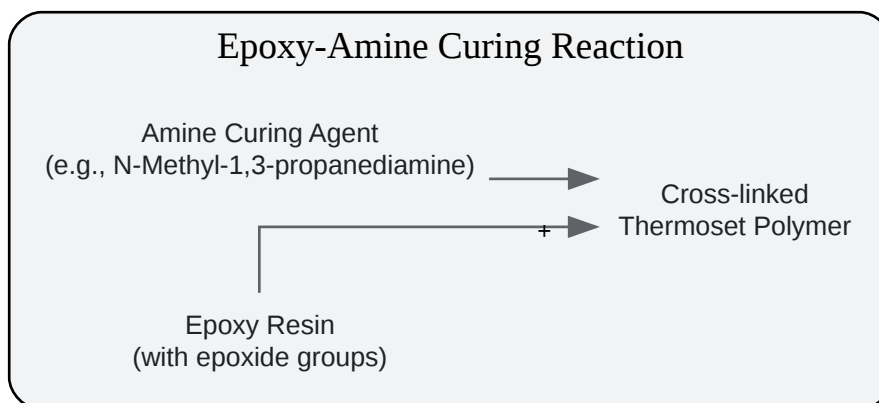 Epoxy-Amine Curing Reaction
Amine Curing Agent
(e.g., N-Methyl-1,3-propanediamine)
Cross-linked
Thermoset Polymer
+
Epoxy Resin
(with epoxide groups)